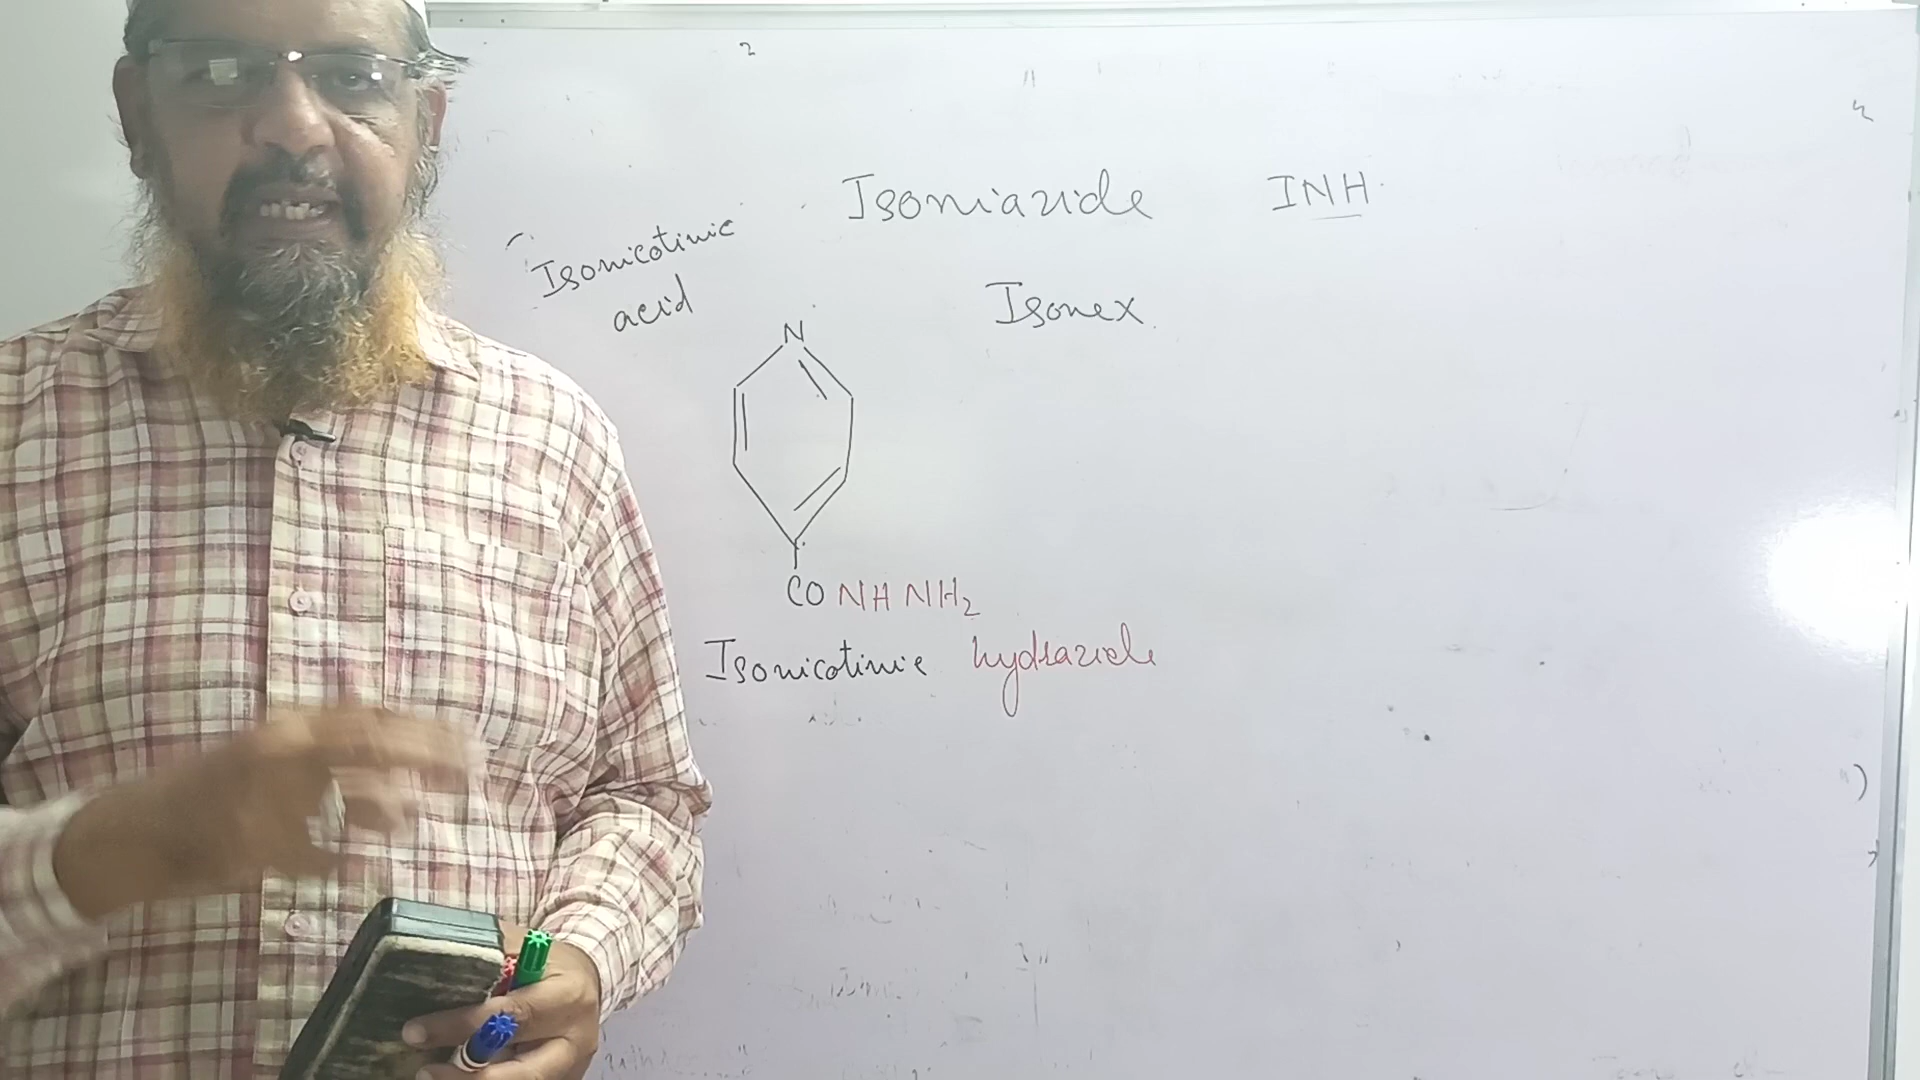 Isoniazide INH
Isonicotinic
acid
Isonex
N
CONHNH2
Isonicotinic hydrazide